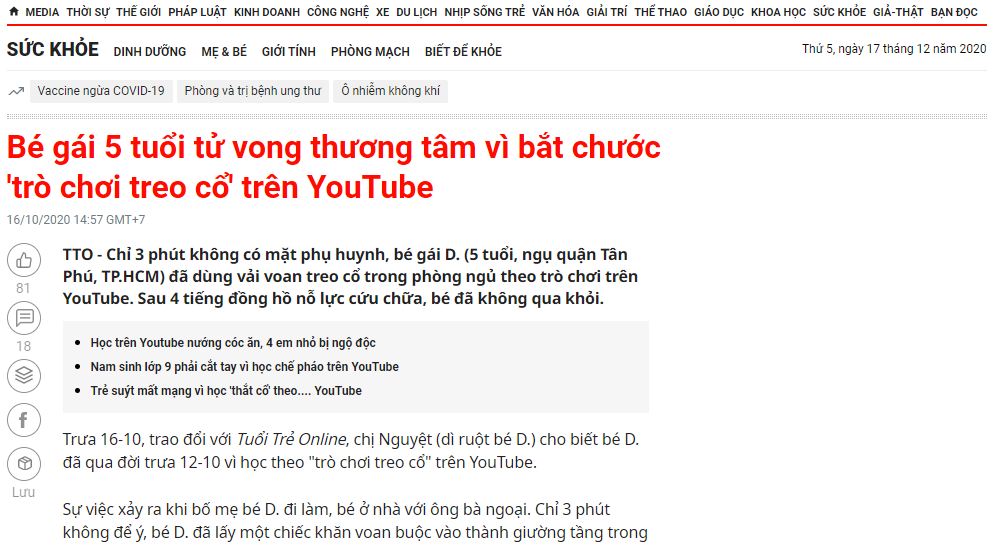 MEDIA THỜI SỰ THẾ GIỚI PHÁP LUẬT KINH DOANH CÔNG NGHỆ XE DU LỊCH NHỊP SỐNG TRẺ VĂN HÓA GIẢI TRÍ THỂ THAO GIÁO DỤC KHOA HỌC SỨC KHỎE GIẢ-THẬT BẠN ĐỌC
SỨC KHỎE DINH DƯỠNG MẸ & BÉ GIỚI TÍNH PHÒNG MẠCH BIẾT ĐỂ KHỎE Thứ 5, ngày 17 tháng 12 năm 2020
Vaccine ngừa COVID-19 Phòng và trị bệnh ung thư Ô nhiễm không khí
Bé gái 5 tuổi tử vong thương tâm vì bắt chước
'trò chơi treo cổ' trên YouTube
16/10/2020 14:57 GMT+7
TTO - Chỉ 3 phút không có mặt phụ huynh, bé gái D. (5 tuổi, ngụ quận Tân
Phú, TP.HCM) đã dùng vải voan treo cổ trong phòng ngủ theo trò chơi trên
YouTube. Sau 4 tiếng đồng hồ nỗ lực cứu chữa, bé đã không qua khỏi.
81
18
Lưu
Học trên Youtube nướng cóc ăn, 4 em nhỏ bị ngộ độc
Nam sinh lớp 9 phải cắt tay vì học chế pháo trên YouTube
Trẻ suýt mất mạng vì học 'thắt cổ' theo.... YouTube
Trưa 16-10, trao đổi với Tuổi Trẻ Online, chị Nguyệt (dì ruột bé D.) cho biết bé D.
đã qua đời trưa 12-10 vì học theo "trò chơi treo cổ" trên YouTube.
Sự việc xảy ra khi bố mẹ bé D. đi làm, bé ở nhà với ông bà ngoại. Chỉ 3 phút
không để ý, bé D. đã lấy một chiếc khăn voan buộc vào thành giường tầng trong